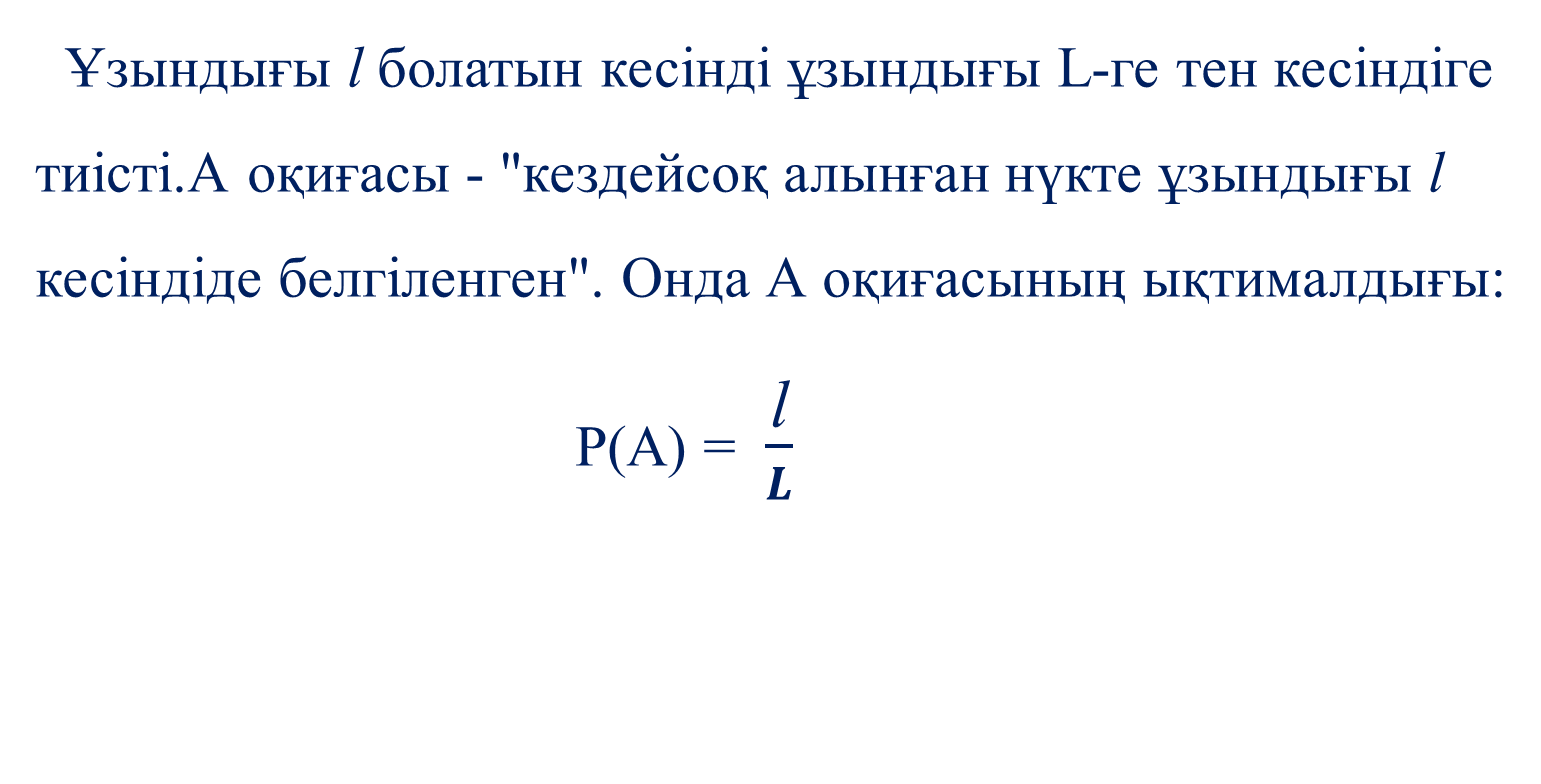 Ұзындығы l болатын кесінді ұзындығы L-ге тен кесіндіге
тиісті.А оқиғасы - "кездейсоқ алынған нүкте ұзындығы l
кесіндіде белгіленген". Онда А оқиғасының ықтималдығы:
P(A) = l/L